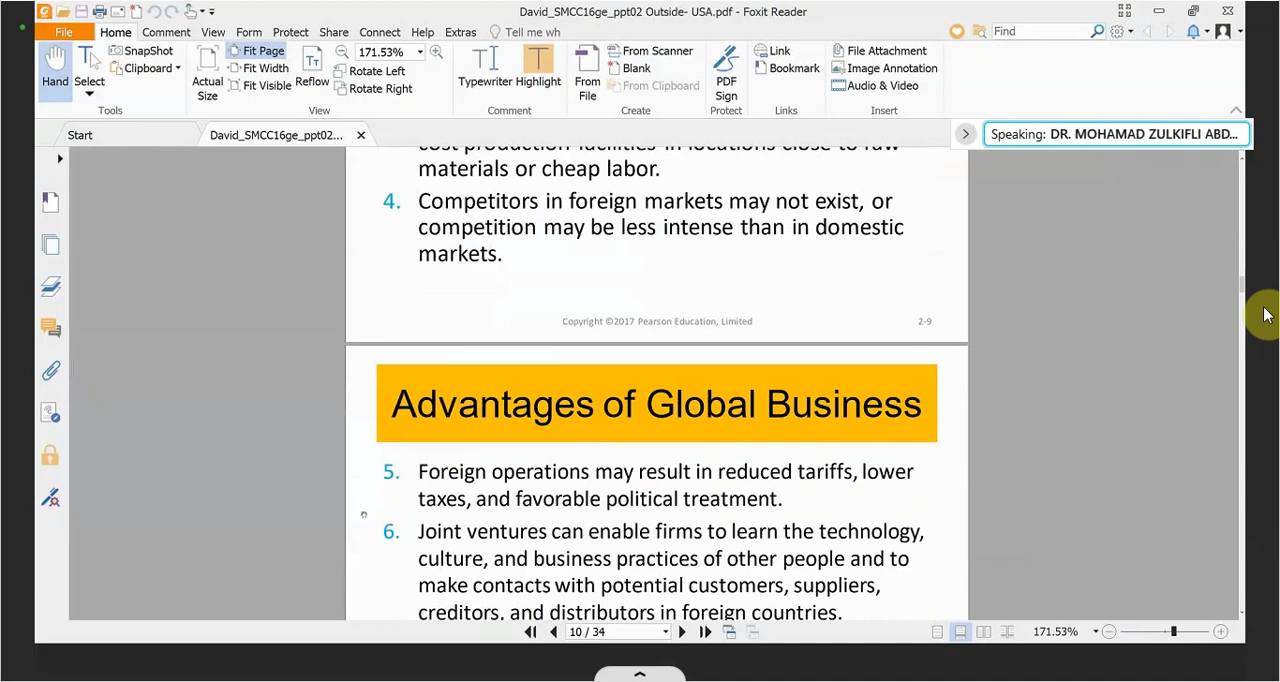 David_SMCC16ge_ppt02 Outside- USA.pdf - Foxit Reader
File Home Comment View Form Protect Share Connect Help Extras Tell me wh Find
Hand Select SnapShot Clipboard
Tools
Actual Size Fit Page Fit Width Fit Visible Reflow 171.53% Rotate Left Rotate Right
View
Typewriter Highlight
Comment
From File From Scanner Blank From Clipboard
Create
PDF Sign
Protect
Link Bookmark
Links
File Attachment Image Annotation Audio & Video
Insert
Start David_SMCC16ge_ppt02...
Speaking: DR. MOHAMAD ZULKIFLI ABD...
cost production facilities in locations close to raw
materials or cheap labor.
4. Competitors in foreign markets may not exist, or
competition may be less intense than in domestic
markets.
Copyright ©2017 Pearson Education, Limited 2-9
Advantages of Global Business
5. Foreign operations may result in reduced tariffs, lower
taxes, and favorable political treatment.
6. Joint ventures can enable firms to learn the technology,
culture, and business practices of other people and to
make contacts with potential customers, suppliers,
creditors, and distributors in foreign countries.
10 / 34 171.53%